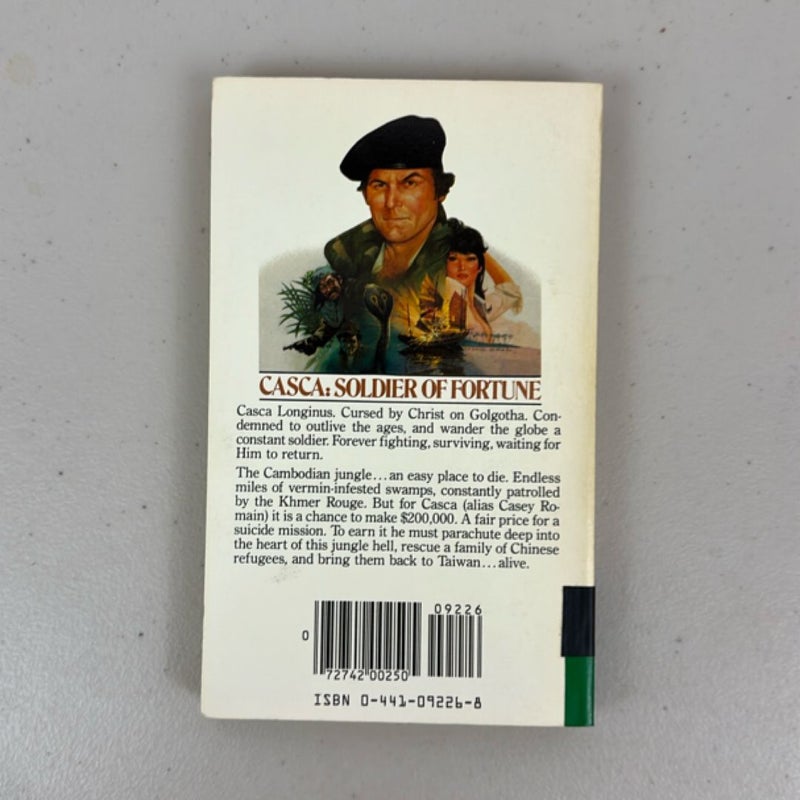 CASCA: SOLDIER OF FORTUNE
Casca Longinus. Cursed by Christ on Golgotha. Con-
demned to outlive the ages, and wander the globe a
constant soldier. Forever fighting, surviving, waiting for
Him to return.
The Cambodian jungle...an easy place to die. Endless
miles of vermin-infested swamps, constantly patrolled
by the Khmer Rouge. But for Casca (alias Casey Ro-
main) it is a chance to make $200,000. A fair price for a
suicide mission. To earn it he must parachute deep into
the heart of this jungle hell, rescue a family of Chinese
refugees, and bring them back to Taiwan...alive.
09226
0
72742 00250
ISBN 0-441-09226-8